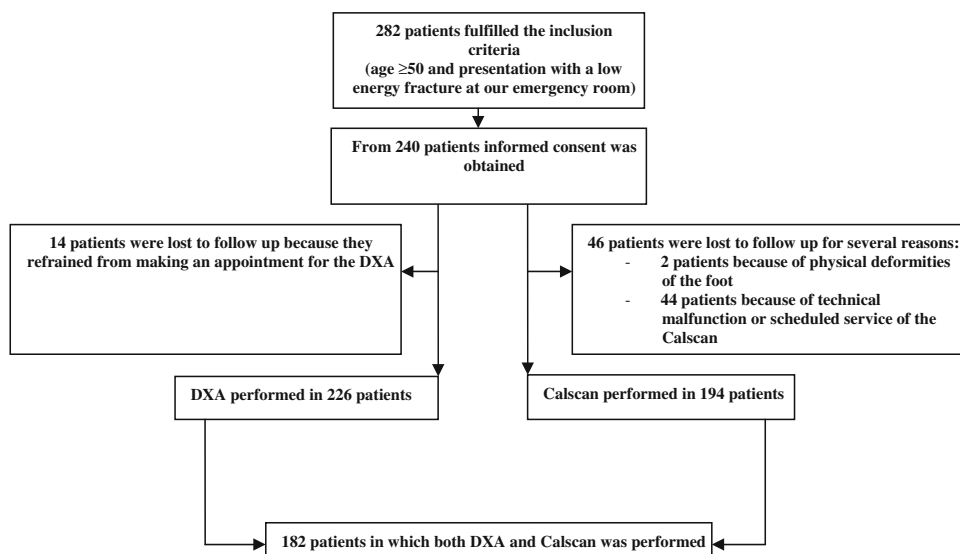 282 patients fulfilled the inclusion
criteria
(age ≥50 and presentation with a low
energy fracture at our emergency room)
From 240 patients informed consent was
obtained
14 patients were lost to follow up because they
refrained from making an appointment for the DXA
46 patients were lost to follow up for several reasons:
- 2 patients because of physical deformities
of the foot
- 44 patients because of technical
malfunction or scheduled service of the
Calscan
DXA performed in 226 patients
Calscan performed in 194 patients
182 patients in which both DXA and Calscan was performed